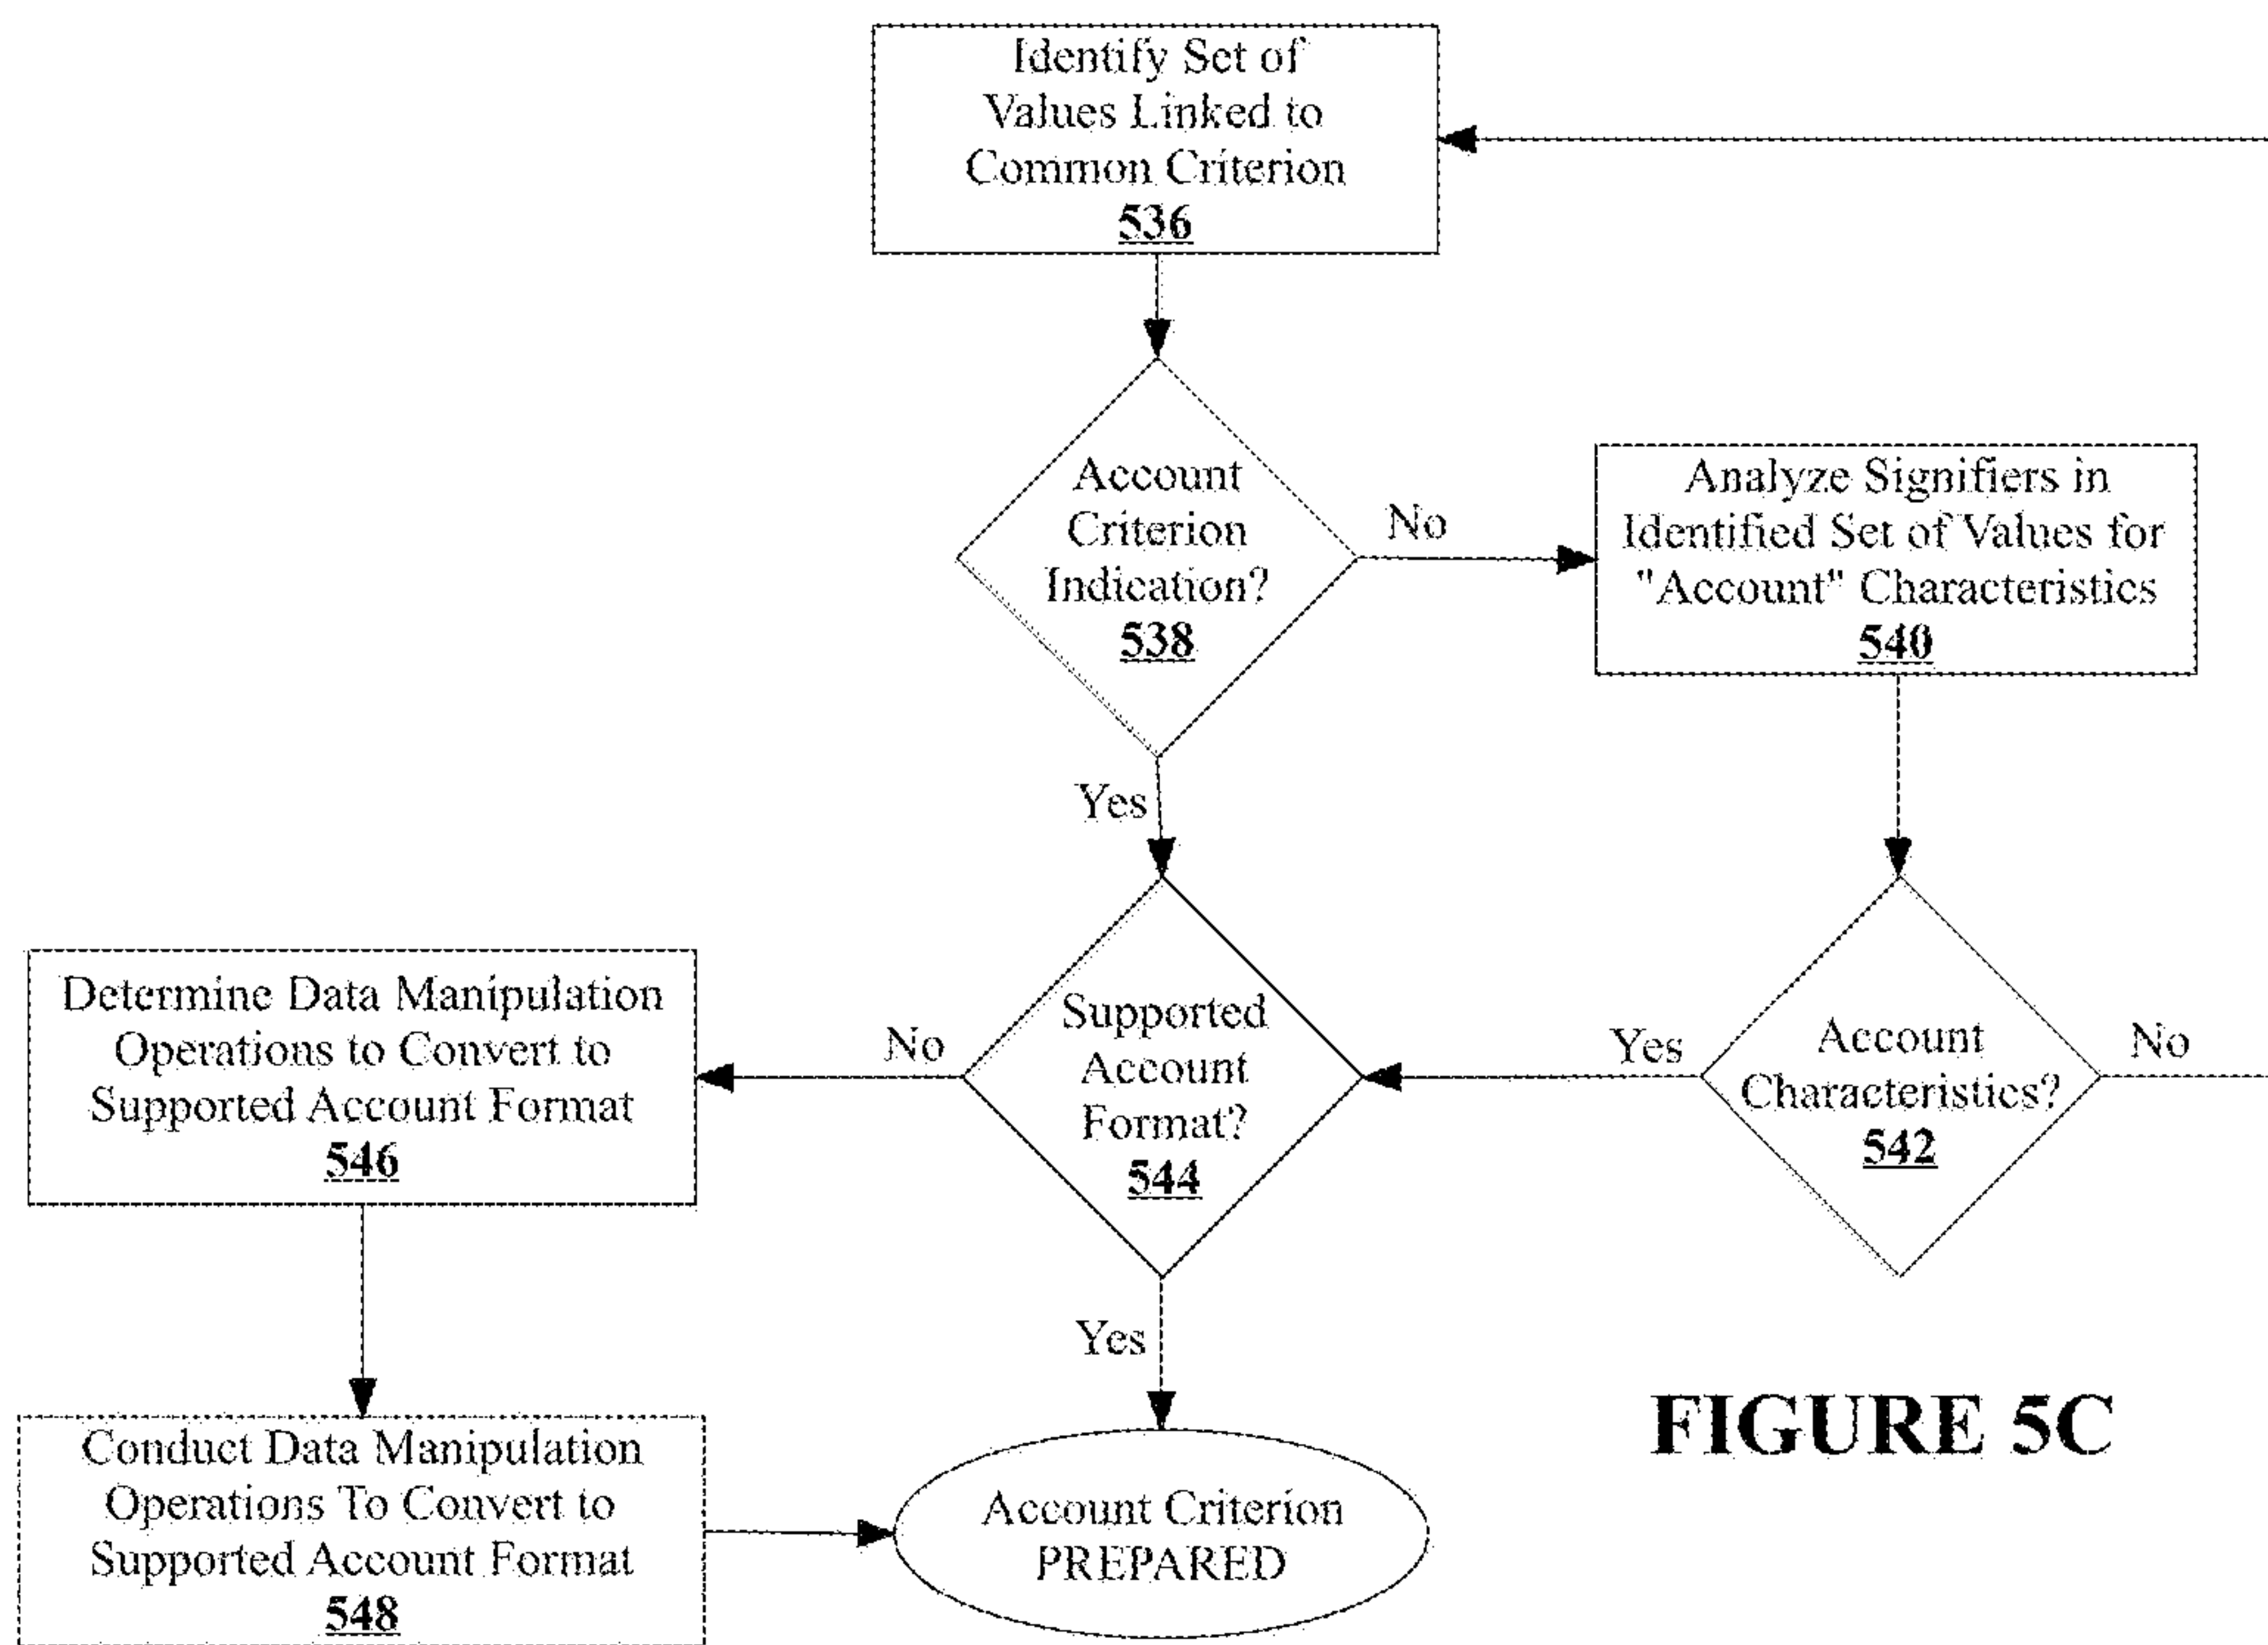 Identify Set of
Values Linked to
Common Criterion
536
Account
Criterion
Indication?
538
No
Analyze Signifiers in
Identified Set of Values for
"Account" Characteristics
540
Yes
Determine Data Manipulation
Operations to Convert to
Supported Account Format
546
No
Supported
Account
Format?
544
Yes
Account
Characteristics?
542
No
Yes
Conduct Data Manipulation
Operations To Convert to
Supported Account Format
548
Account Criterion
PREPARED
FIGURE 5C